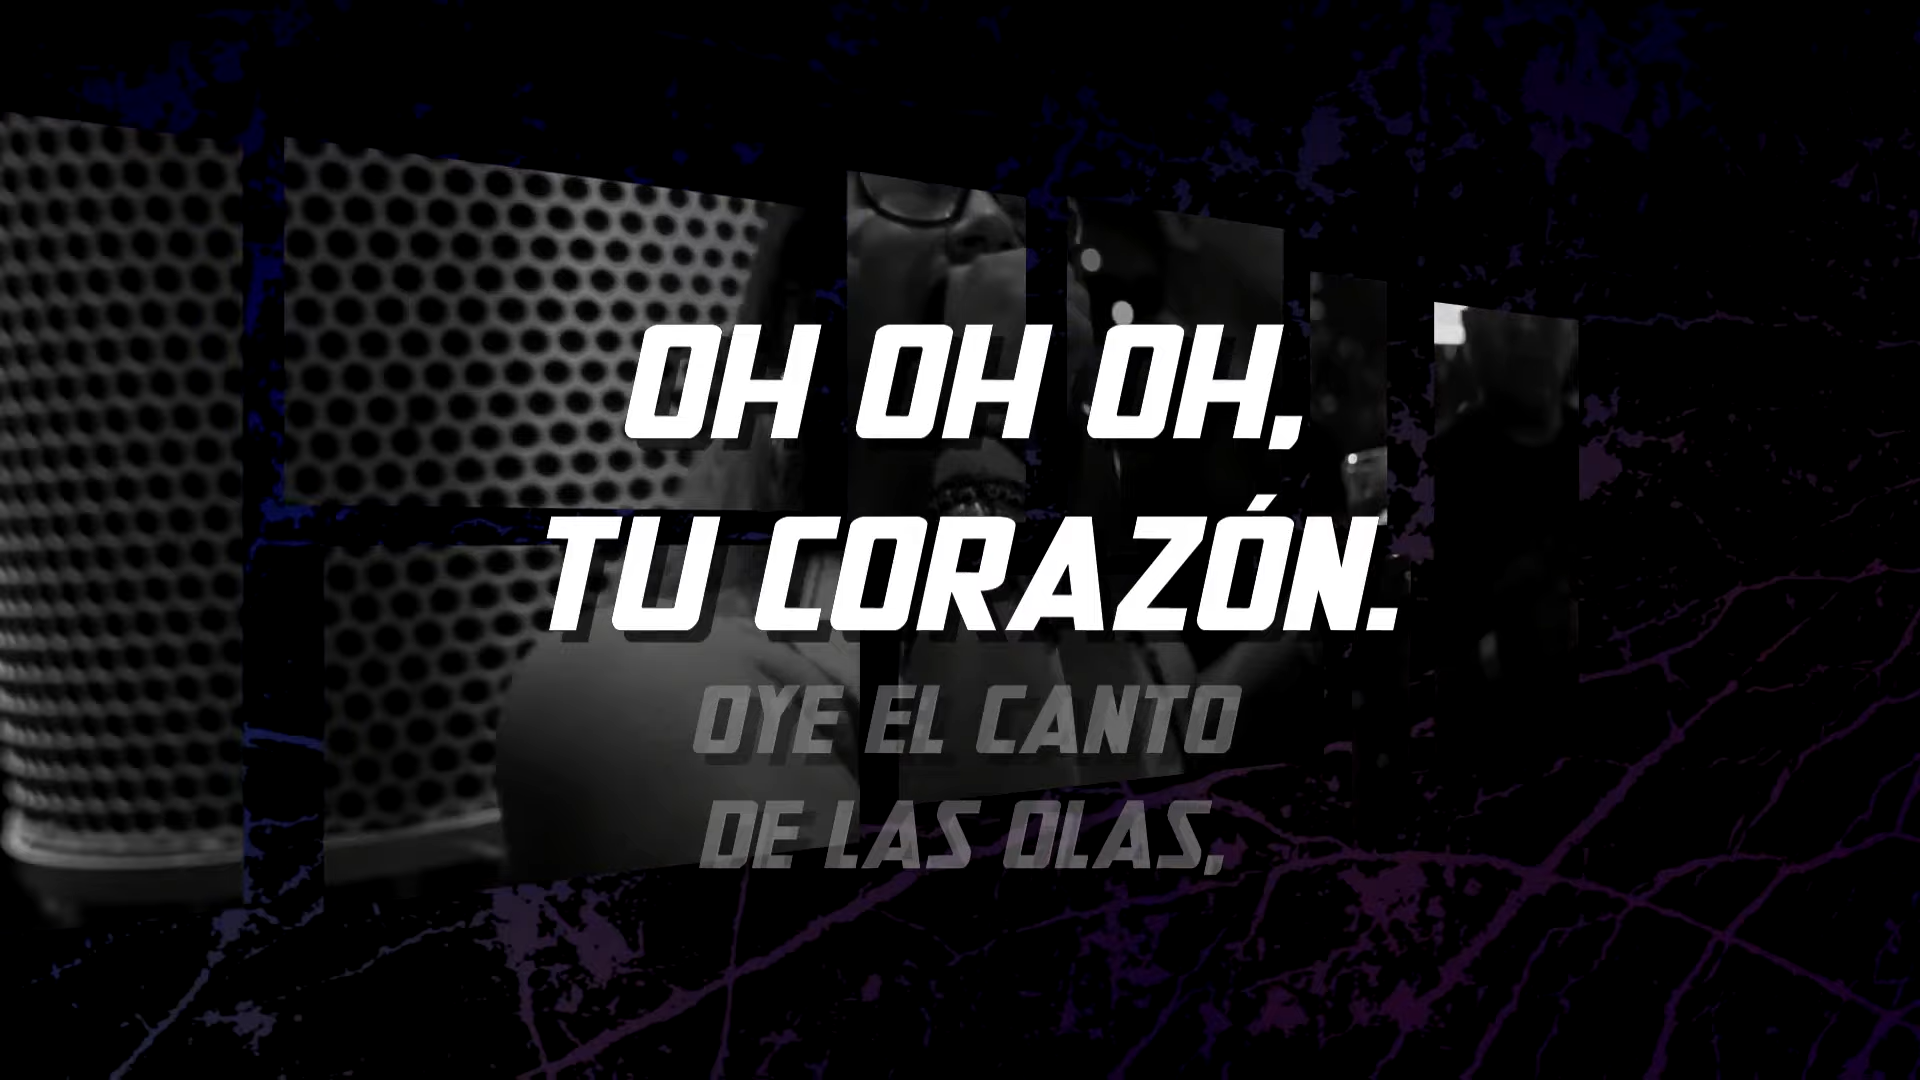 OH OH OH,
TU CORAZÓN.
OYE EL CANTO
DE LAS OLAS,